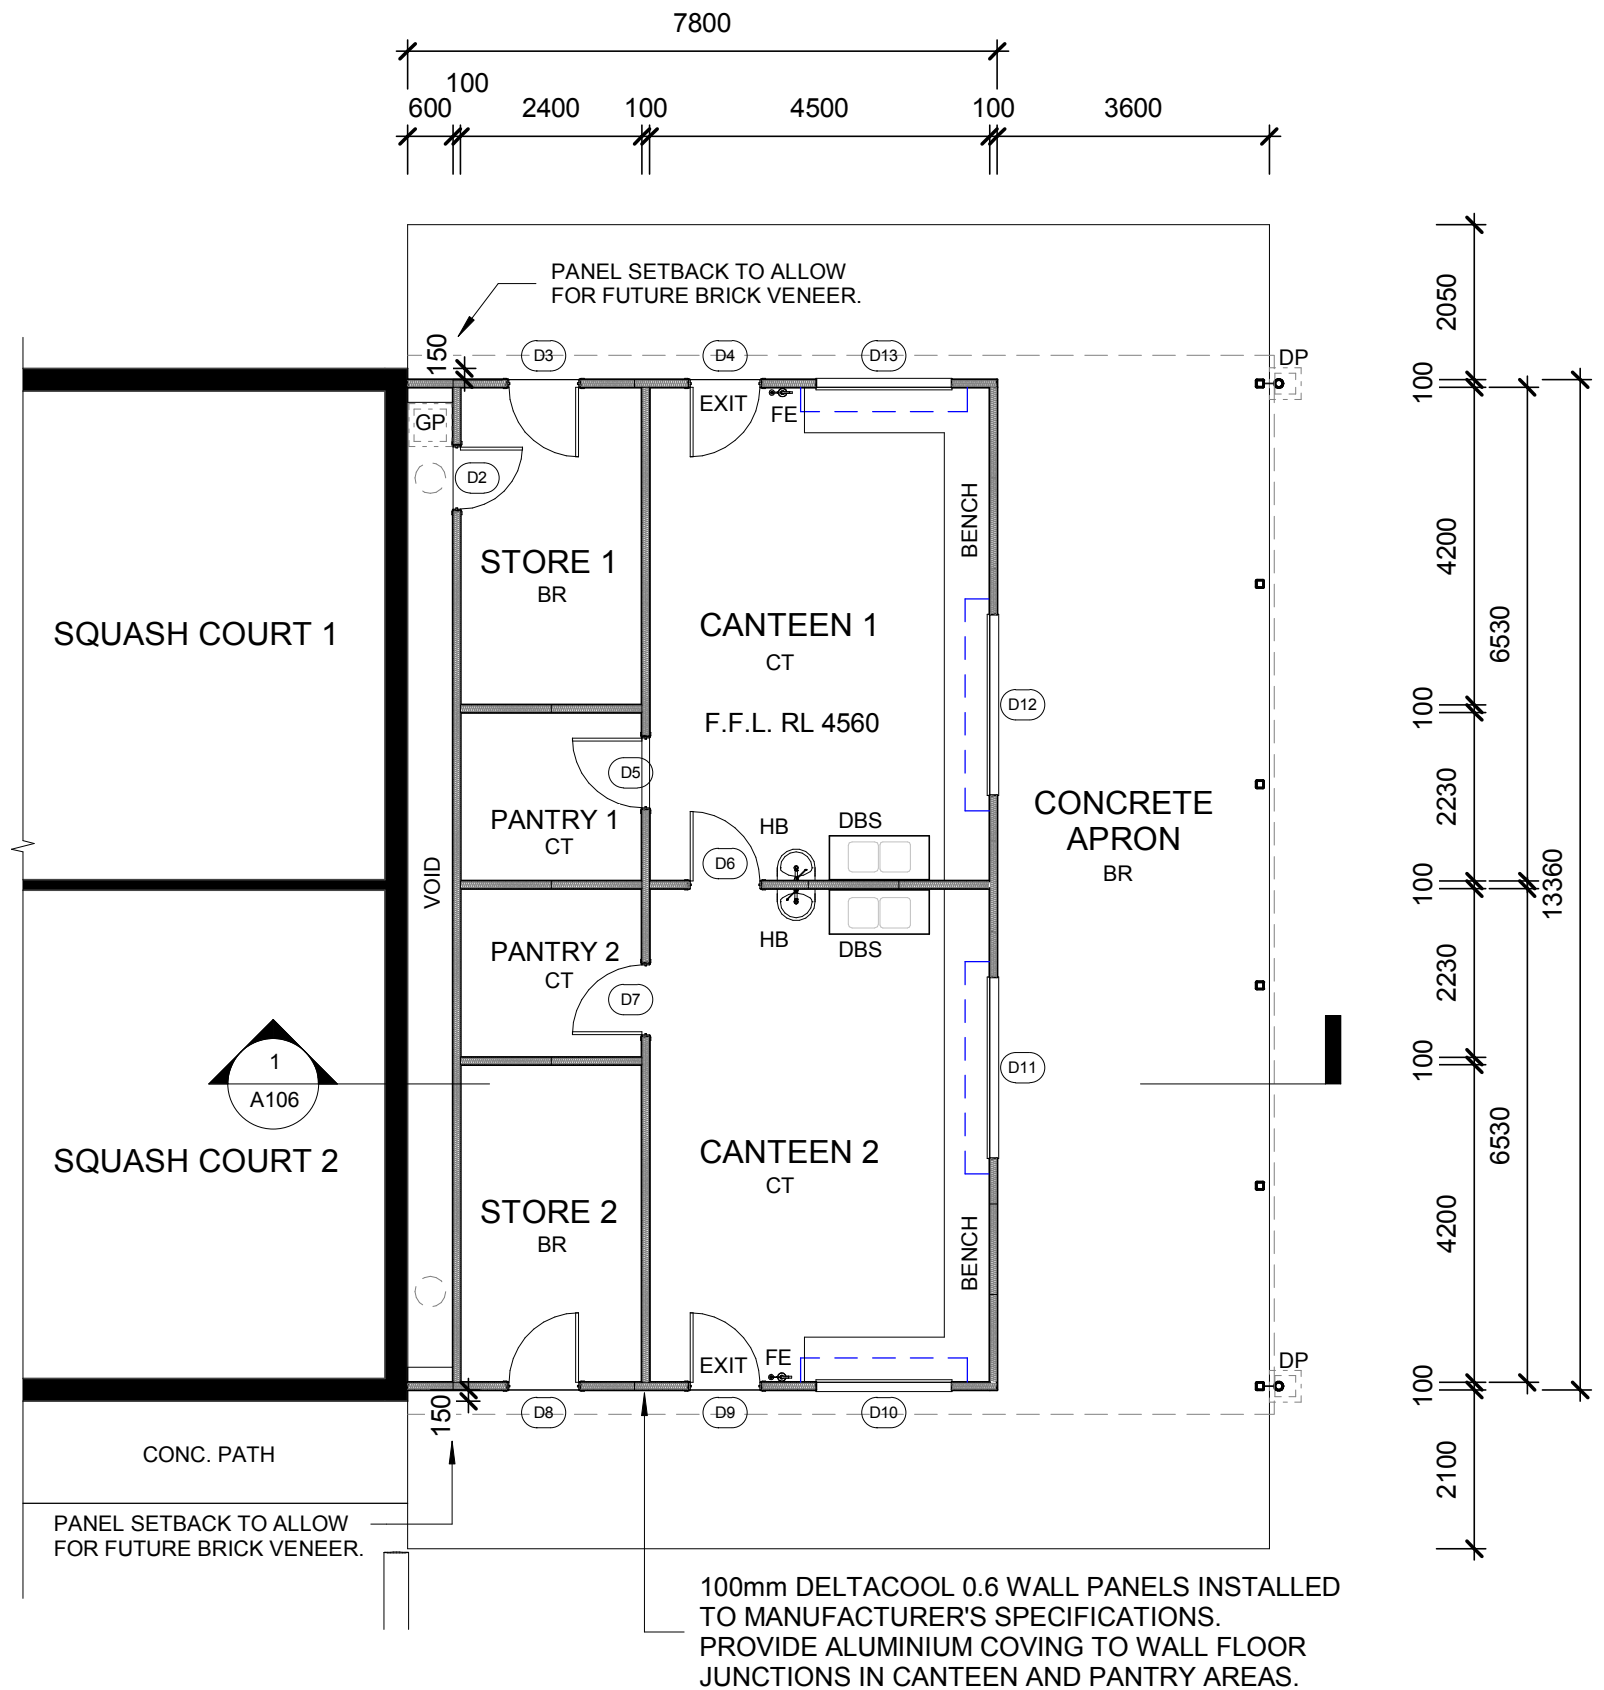 7800
100
600
2400
100
4500
100
3600
PANEL SETBACK TO ALLOW
FOR FUTURE BRICK VENEER.
150
D3
D4
D13
DP
GP
EXIT
FE
D2
STORE 1
BR
BENCH
SQUASH COURT 1
CANTEEN 1
CT
F.F.L. RL 4560
D12
D5
PANTRY 1
CT
HB
DBS
D6
CONCRETE
APRON
BR
VOID
PANTRY 2
CT
HB
DBS
D7
1
A106
D11
SQUASH COURT 2
CANTEEN 2
CT
STORE 2
BR
BENCH
EXIT
FE
DP
150
D8
D9
D10
CONC. PATH
PANEL SETBACK TO ALLOW
FOR FUTURE BRICK VENEER.
100mm DELTACOOL 0.6 WALL PANELS INSTALLED
TO MANUFACTURER'S SPECIFICATIONS.
PROVIDE ALUMINIUM COVING TO WALL FLOOR
JUNCTIONS IN CANTEEN AND PANTRY AREAS.
2050
100
4200
100
2230
100
2230
100
4200
100
2100
6530
6530
13360